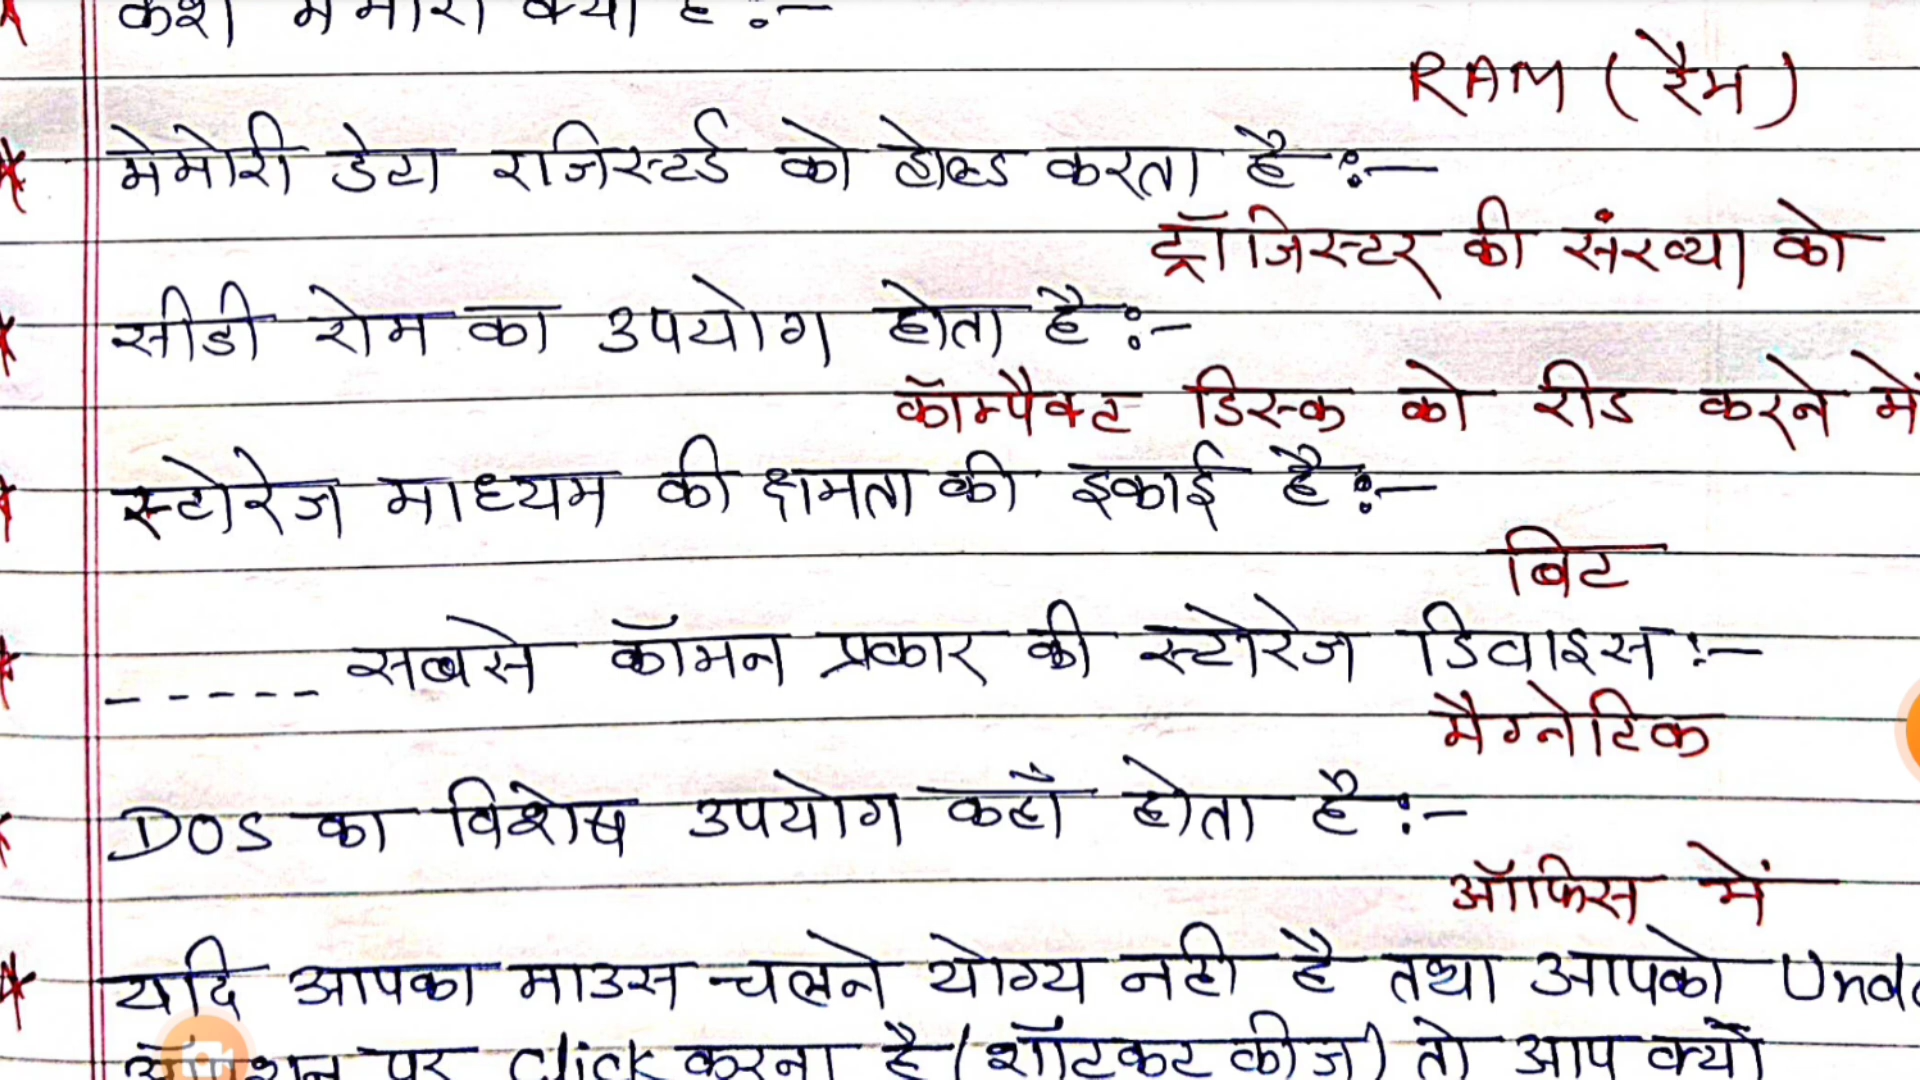 कैश मेमोरी क्या है :-
RAM ( रैम )
मेमोरी डेटा रजिस्टर्ड को होल्ड करता है :-
ट्रॉजिस्टर की संख्या को
सीडी रोम का उपयोग होता है :-
कॉम्पैक्ट डिस्क को रीड करने में
स्टोरेज माध्यम की क्षमता की इकाई है :-
बिट
----- सबसे कॉमन प्रकार की स्टोरेज डिवाइस :-
मैग्नेटिक
DOS का विशेष उपयोग कहाँ होता है :-
ऑफिस में
यदि आपका माउस चलने योग्य नही है तथा आपको
पर click करना है ( शॉटकट कीज ) तो आप क्यों